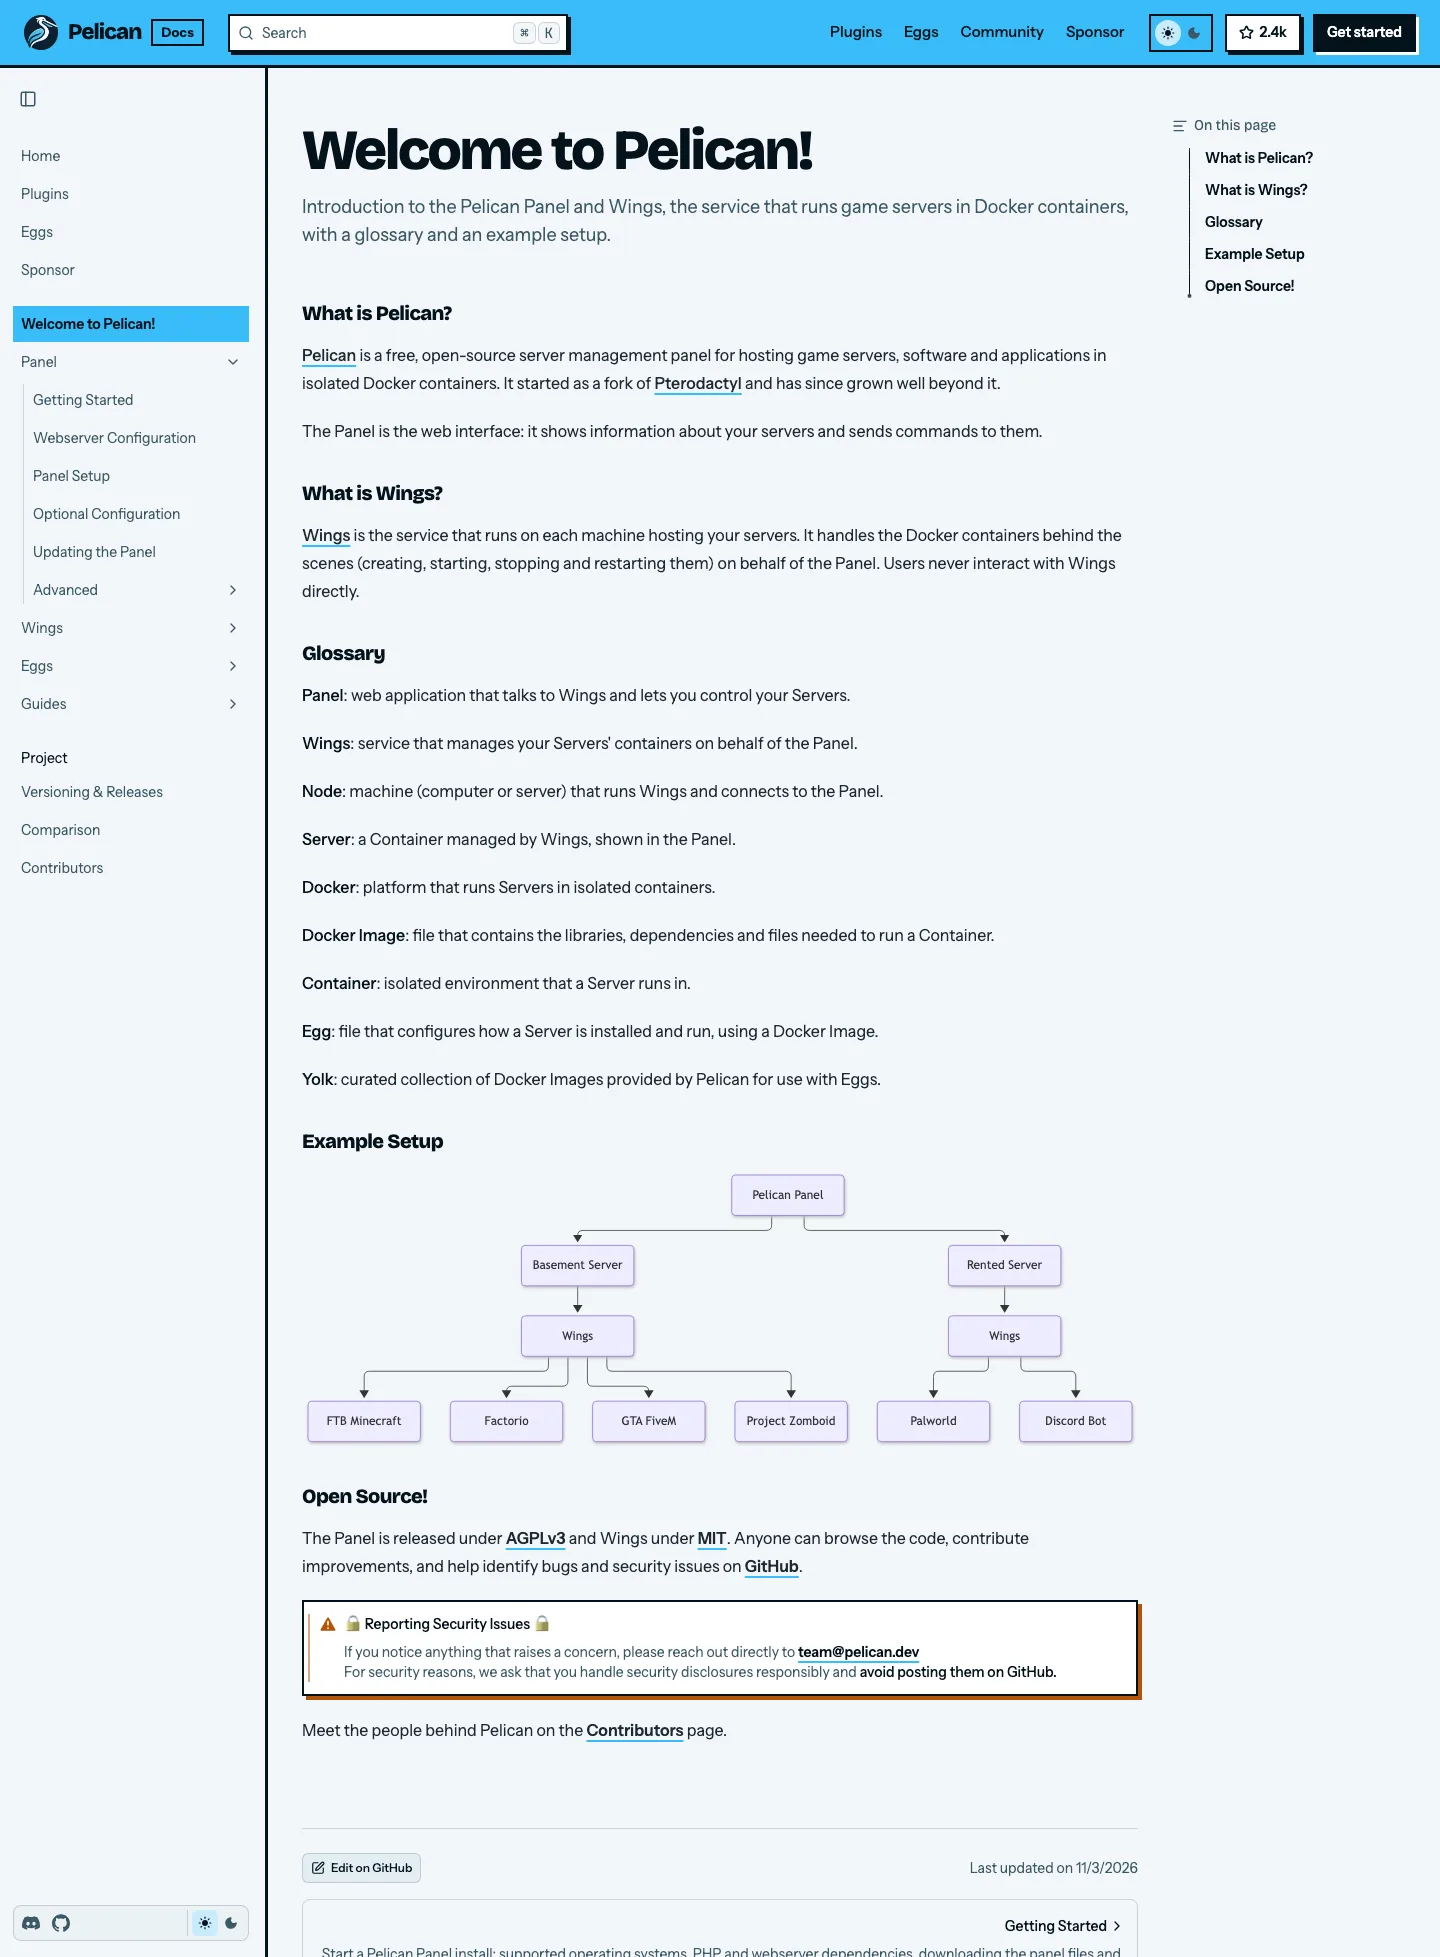 Pelican Docs
Search ⌘ K
Plugins Eggs Community Sponsor 2.4k Get started
Home
Plugins
Eggs
Sponsor
Welcome to Pelican!
Panel
Getting Started
Webserver Configuration
Panel Setup
Optional Configuration
Updating the Panel
Advanced
Wings
Eggs
Guides
Project
Versioning & Releases
Comparison
Contributors
Welcome to Pelican!
Introduction to the Pelican Panel and Wings, the service that runs game servers in Docker containers,
with a glossary and an example setup.
What is Pelican?
Pelican is a free, open-source server management panel for hosting game servers, software and applications in
isolated Docker containers. It started as a fork of Pterodactyl and has since grown well beyond it.
The Panel is the web interface: it shows information about your servers and sends commands to them.
What is Wings?
Wings is the service that runs on each machine hosting your servers. It handles the Docker containers behind the
scenes (creating, starting, stopping and restarting them) on behalf of the Panel. Users never interact with Wings
directly.
Glossary
Panel: web application that talks to Wings and lets you control your Servers.
Wings: service that manages your Servers' containers on behalf of the Panel.
Node: machine (computer or server) that runs Wings and connects to the Panel.
Server: a Container managed by Wings, shown in the Panel.
Docker: platform that runs Servers in isolated containers.
Docker Image: file that contains the libraries, dependencies and files needed to run a Container.
Container: isolated environment that a Server runs in.
Egg: file that configures how a Server is installed and run, using a Docker Image.
Yolk: curated collection of Docker Images provided by Pelican for use with Eggs.
Example Setup
Pelican Panel
Basement Server Rented Server
Wings Wings
FTB Minecraft Factorio GTA FiveM Project Zomboid Palworld Discord Bot
Open Source!
The Panel is released under AGPLv3 and Wings under MIT. Anyone can browse the code, contribute
improvements, and help identify bugs and security issues on GitHub.
🔒 Reporting Security Issues 🔒
If you notice anything that raises a concern, please reach out directly to team@pelican.dev
For security reasons, we ask that you handle security disclosures responsibly and avoid posting them on GitHub.
Meet the people behind Pelican on the Contributors page.
Edit on GitHub Last updated on 11/3/2026
Getting Started
Start a Pelican Panel install: supported operating systems, PHP and webserver dependencies, downloading the panel files and
On this page
What is Pelican?
What is Wings?
Glossary
Example Setup
Open Source!